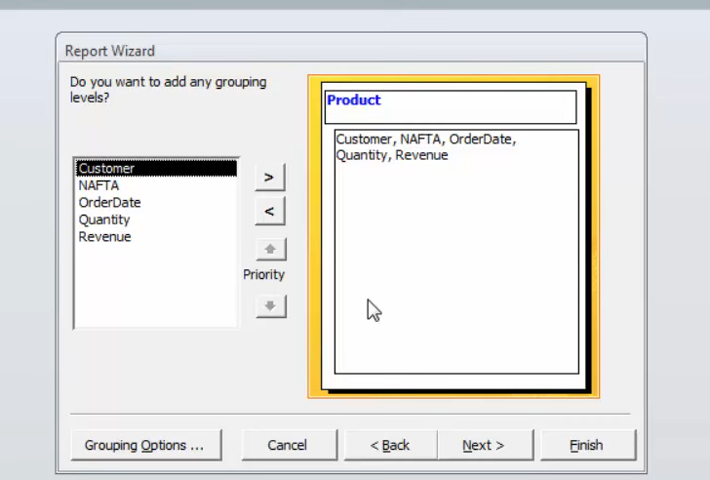 Report Wizard
Do you want to add any grouping
levels?
Customer
NAFTA
OrderDate
Quantity
Revenue
>
<
Priority
Product
Customer, NAFTA, OrderDate,
Quantity, Revenue
Grouping Options ...
Cancel
< Back
Next >
Finish